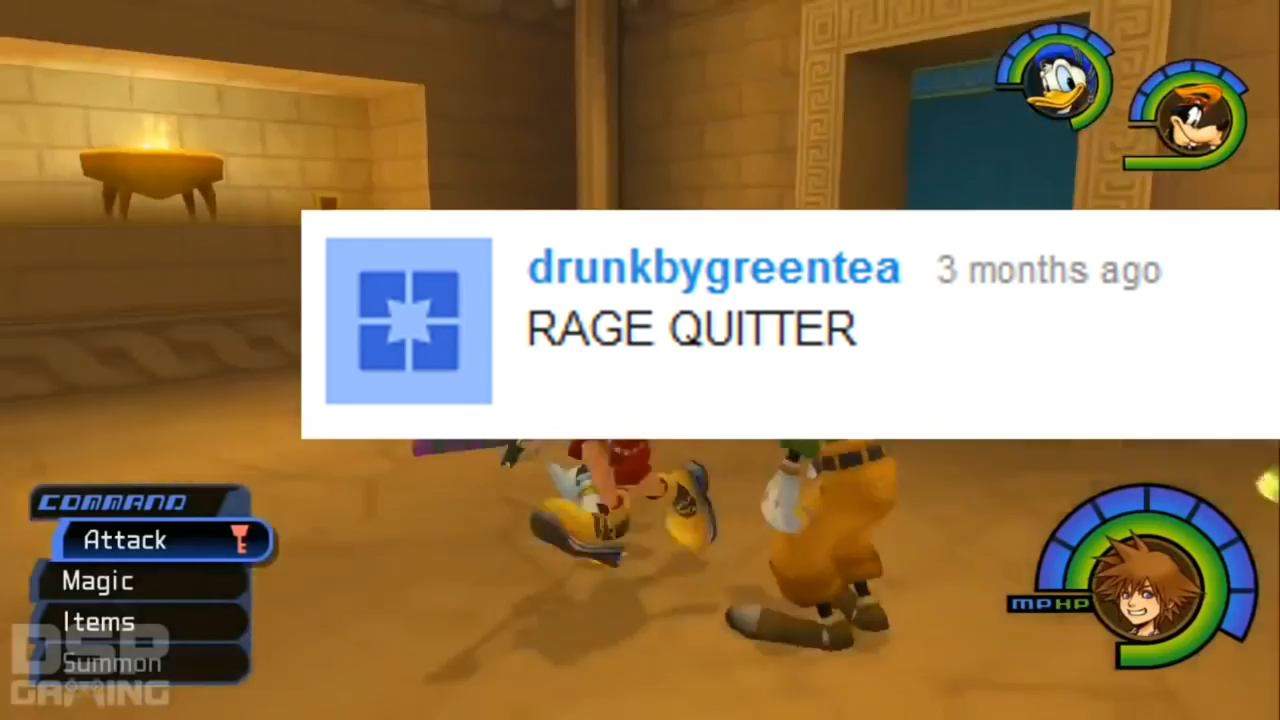 drunkbygreentea 3 months ago
RAGE QUITTER
COMMAND
Attack
Magic
Items
Summon
MP HP
DSP
GAMING